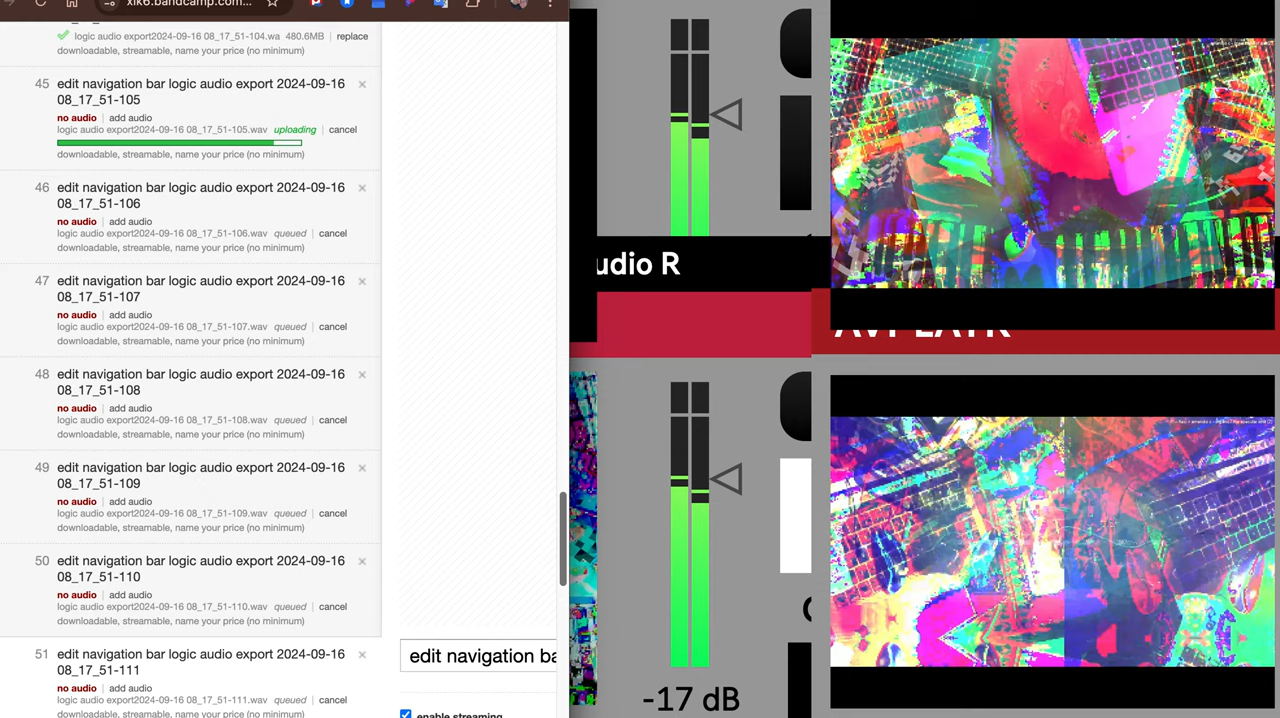 xlk6.bandcamp.com...
logic audio export2024-09-16 08_17_51-104.wa 480.6MB | replace
downloadable, streamable, name your price (no minimum)
45 edit navigation bar logic audio export 2024-09-16 ×
08_17_51-105
no audio | add audio
logic audio export2024-09-16 08_17_51-105.wav uploading | cancel
downloadable, streamable, name your price (no minimum)
46 edit navigation bar logic audio export 2024-09-16 ×
08_17_51-106
no audio | add audio
logic audio export2024-09-16 08_17_51-106.wav queued | cancel
downloadable, streamable, name your price (no minimum)
47 edit navigation bar logic audio export 2024-09-16 ×
08_17_51-107
no audio | add audio
logic audio export2024-09-16 08_17_51-107.wav queued | cancel
downloadable, streamable, name your price (no minimum)
48 edit navigation bar logic audio export 2024-09-16 ×
08_17_51-108
no audio | add audio
logic audio export2024-09-16 08_17_51-108.wav queued | cancel
downloadable, streamable, name your price (no minimum)
49 edit navigation bar logic audio export 2024-09-16 ×
08_17_51-109
no audio | add audio
logic audio export2024-09-16 08_17_51-109.wav queued | cancel
downloadable, streamable, name your price (no minimum)
50 edit navigation bar logic audio export 2024-09-16 ×
08_17_51-110
no audio | add audio
logic audio export2024-09-16 08_17_51-110.wav queued | cancel
downloadable, streamable, name your price (no minimum)
51 edit navigation bar logic audio export 2024-09-16 ×
08_17_51-111
no audio | add audio
logic audio export2024-09-16 08_17_51-111.wav queued | cancel
downloadable, streamable, name your price (no minimum)
edit navigation ba
enable streaming
udio R
-17 dB